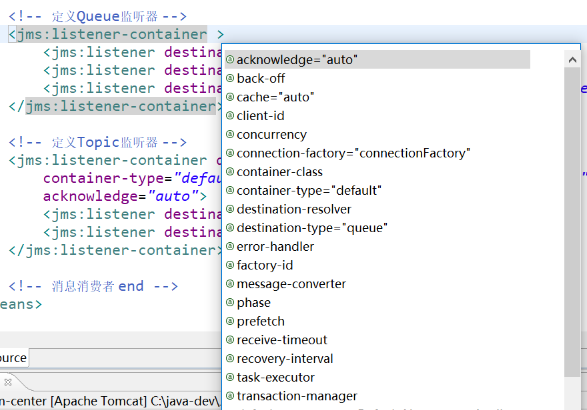 <!-- 定义Queue监听器 -->
<jms:listener-container >
<jms:listener destina
<jms:listener destina
<jms:listener destina
</jms:listener-container>
<!-- 定义Topic监听器 -->
<jms:listener-container d
container-type="defau
acknowledge="auto">
<jms:listener destina
<jms:listener destina
</jms:listener-container>
<!-- 消息消费者 end -->
eans>
acknowledge="auto"
back-off
cache="auto"
client-id
concurrency
connection-factory="connectionFactory"
container-class
container-type="default"
destination-resolver
destination-type="queue"
error-handler
factory-id
message-converter
phase
prefetch
receive-timeout
recovery-interval
task-executor
transaction-manager
ource
n-center [Apache Tomcat] C:\java-dev\